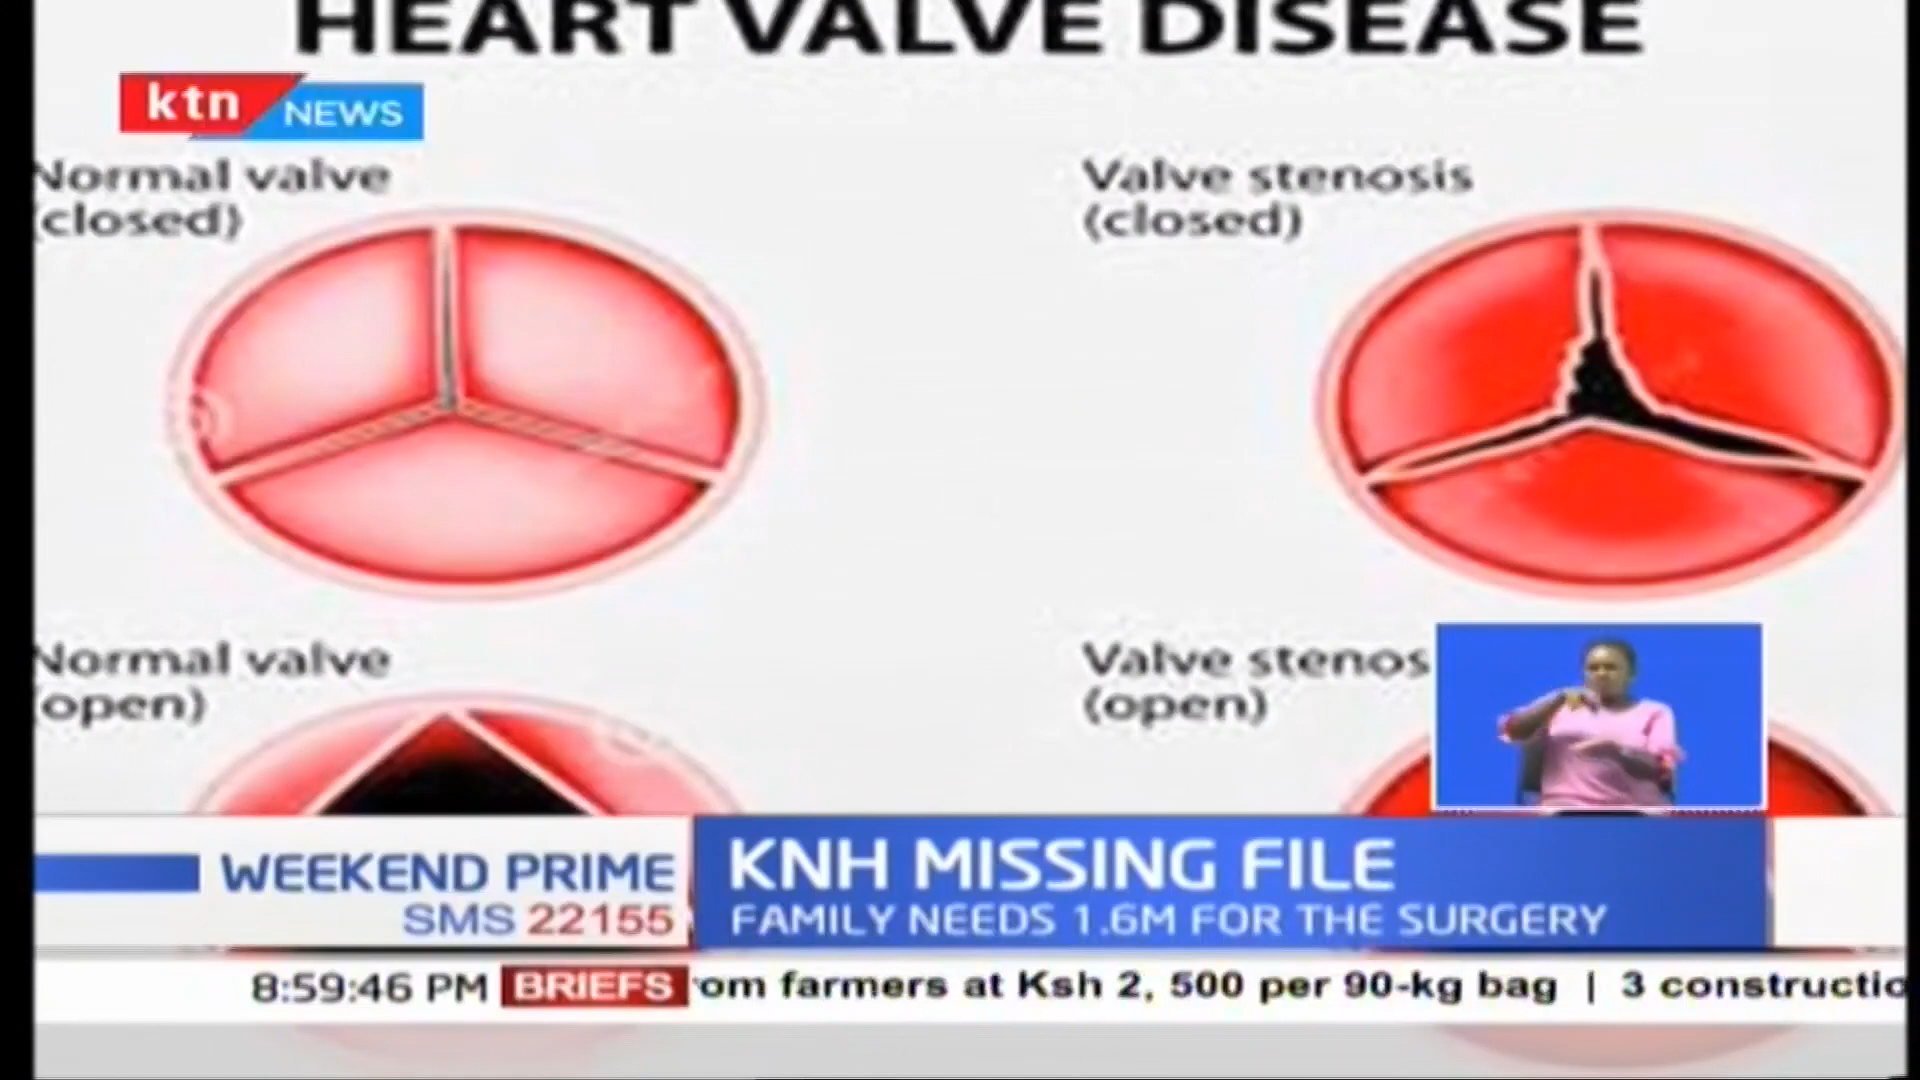 HEART VALVE DISEASE
ktn NEWS
Normal valve
(closed)
Valve stenosis
(closed)
Normal valve
(open)
Valve stenos
(open)
WEEKEND PRIME
SMS 22155
KNH MISSING FILE
FAMILY NEEDS 1.6M FOR THE SURGERY
8:59:46 PM BRIEFS om farmers at Ksh 2, 500 per 90-kg bag | 3 constructio